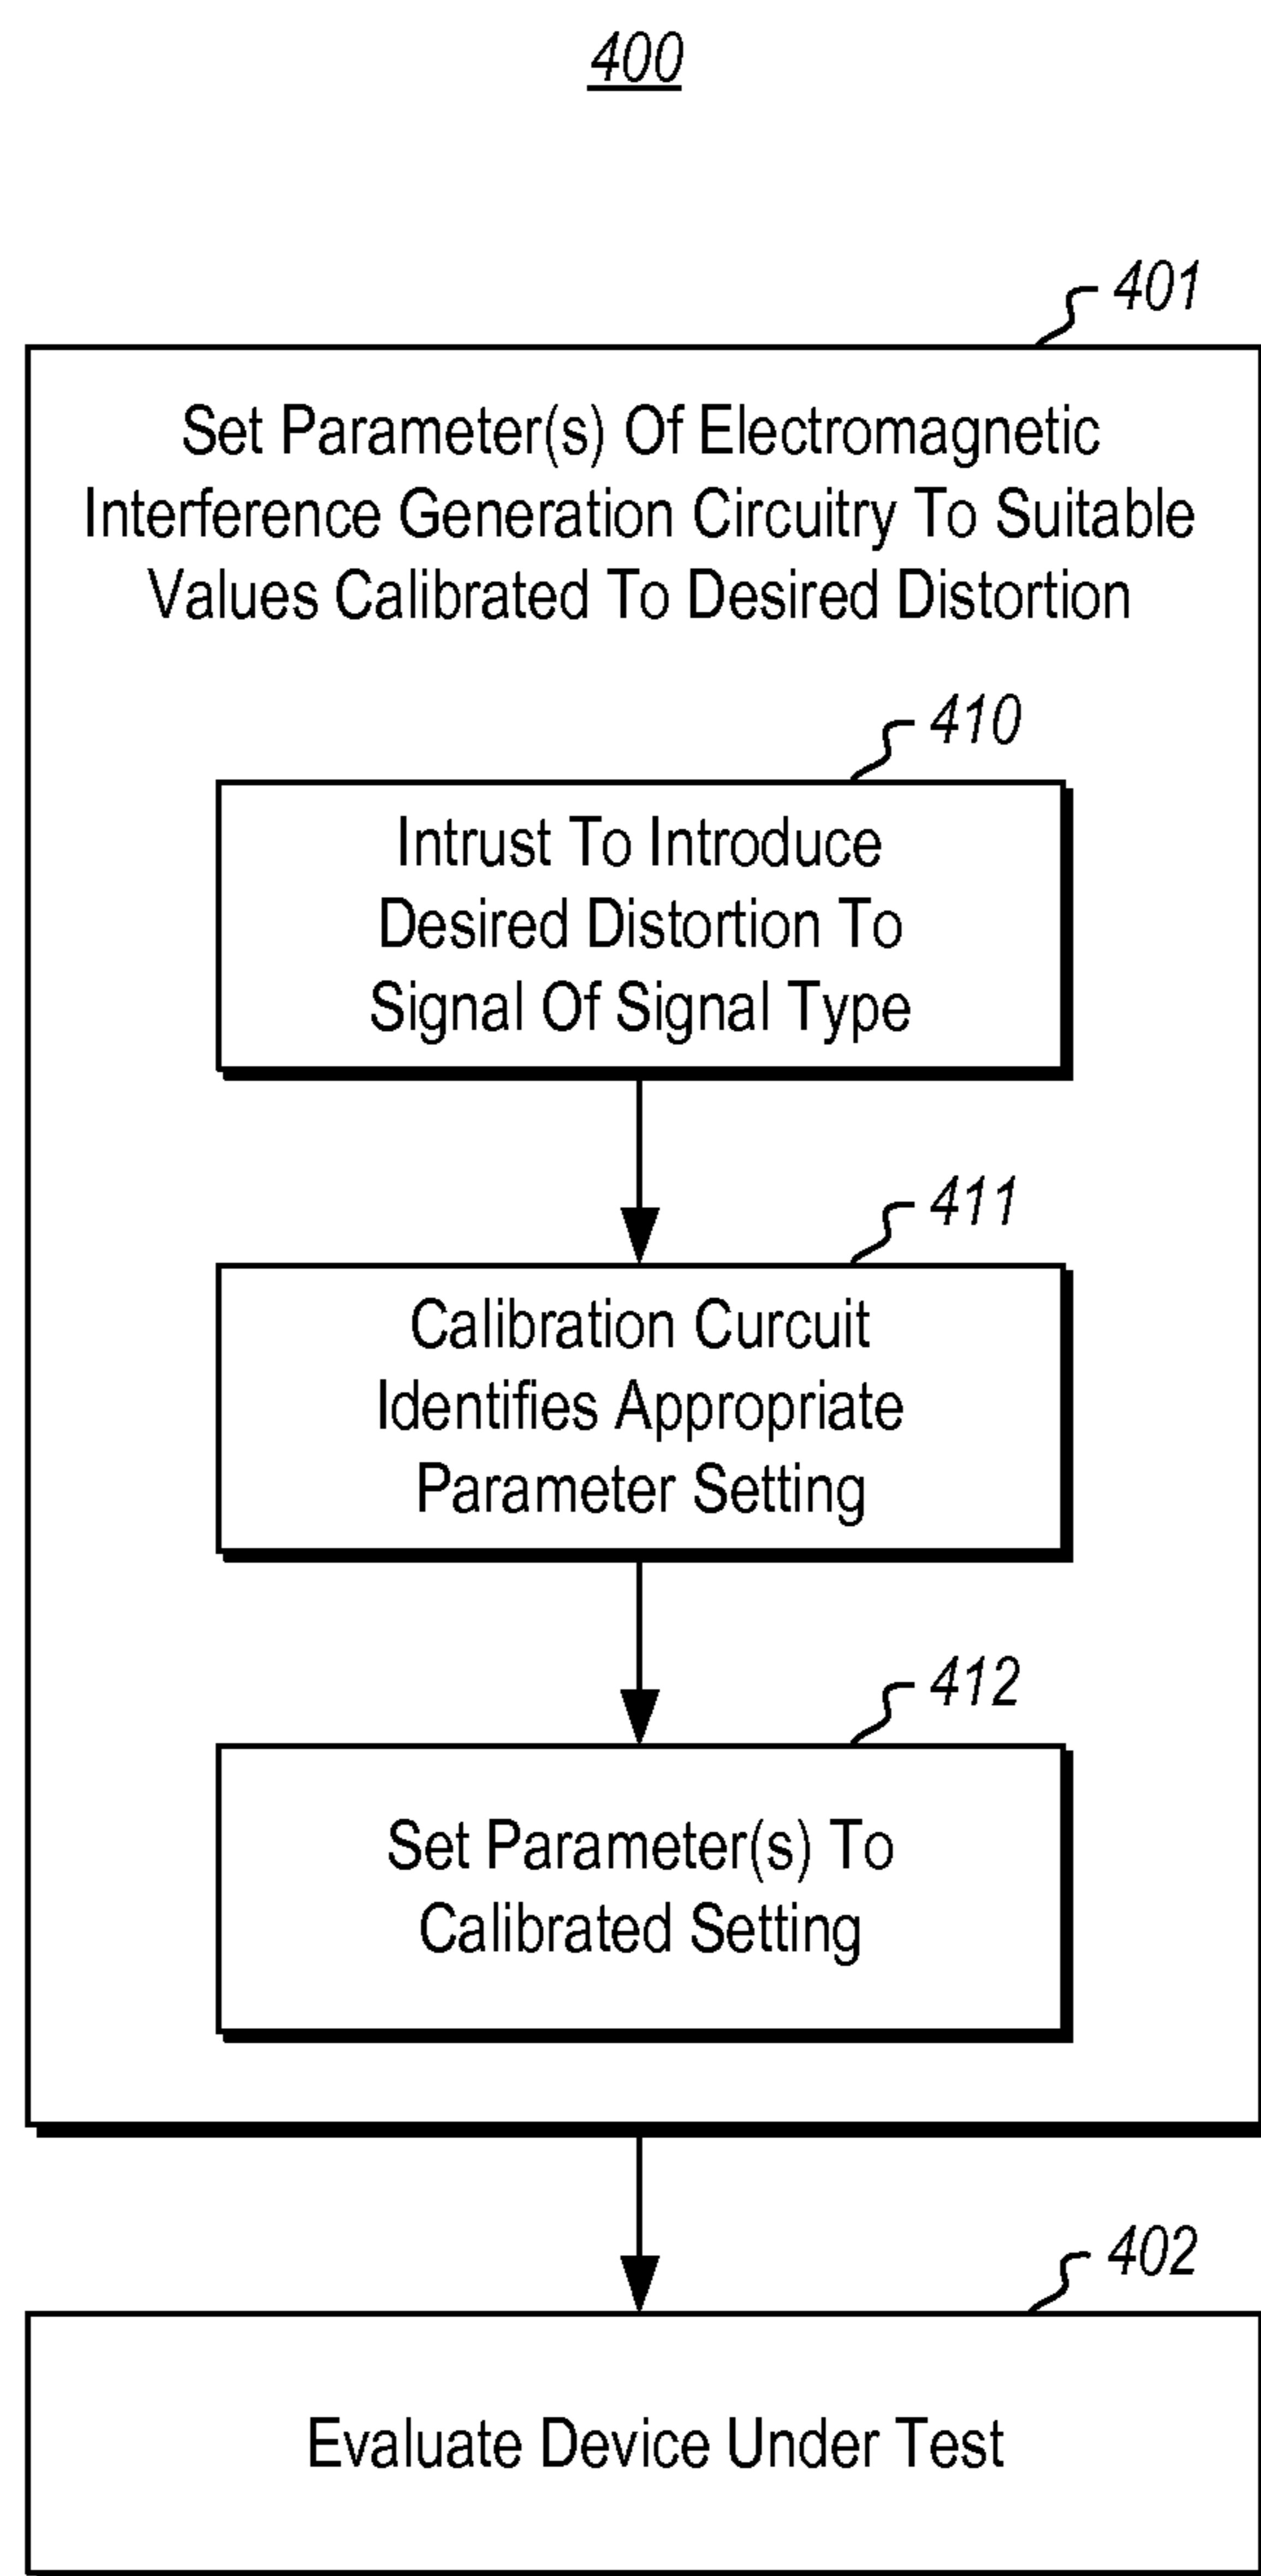 400
401
Set Parameter(s) Of Electromagnetic
Interference Generation Circuitry To Suitable
Values Calibrated To Desired Distortion
410
Intrust To Introduce
Desired Distortion To
Signal Of Signal Type
411
Calibration Curcuit
Identifies Appropriate
Parameter Setting
412
Set Parameter(s) To
Calibrated Setting
402
Evaluate Device Under Test